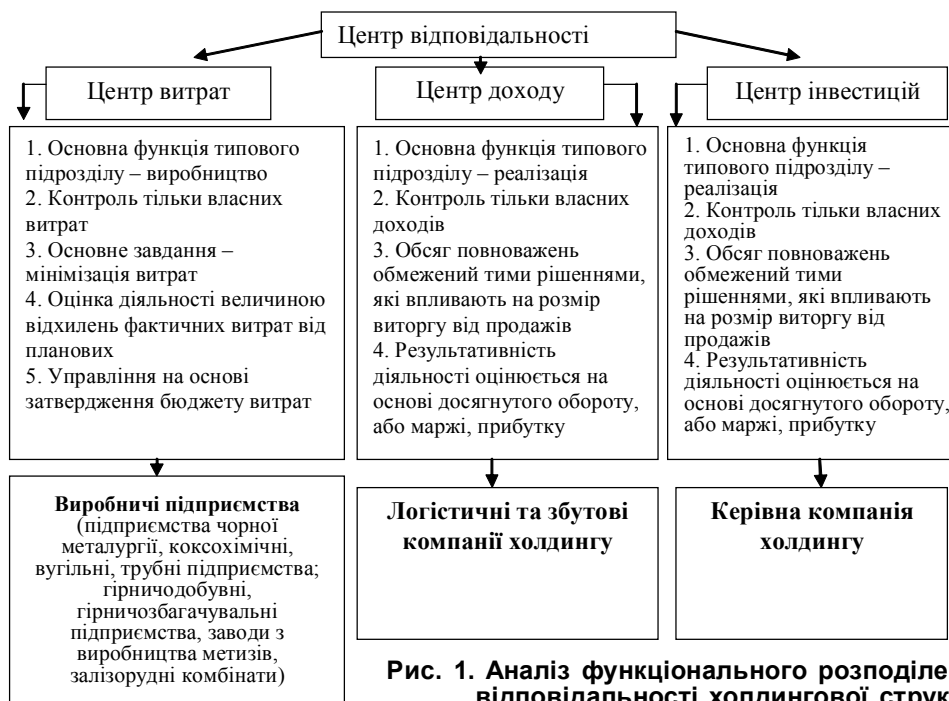 Центр відповідальності
Центр витрат
Центр доходу
Центр інвестицій
1. Основна функція типового
підрозділу – виробництво
2. Контроль тільки власних
витрат
3. Основне завдання –
мінімізація витрат
4. Оцінка діяльності величиною
відхилень фактичних витрат від
планових
5. Управління на основі
затвердження бюджету витрат
1. Основна функція типового
підрозділу – реалізація
2. Контроль тільки власних
доходів
3. Обсяг повноважень
обмежений тими рішеннями,
які впливають на розмір
виторгу від продажів
4. Результативність
діяльності оцінюється на
основі досягнутого обороту,
або маржі, прибутку
1. Основна функція
типового підрозділу –
реалізація
2. Контроль тільки власних
доходів
3. Обсяг повноважень
обмежений тими
рішеннями, які впливають
на розмір виторгу від
продажів
4. Результативність
діяльності оцінюється на
основі досягнутого обороту,
або маржі, прибутку
Виробничі підприємства
(підприємства чорної
металургії, коксохімічні,
вугільні, трубні підприємства;
гірничодобувні,
гірничозбагачувальні
підприємства, заводи з
виробництва метизів,
залізорудні комбінати)
Логістичні та збутові
компанії холдингу
Керівна компанія
холдингу
Рис. 1. Аналіз функціонального розподіле
відповідальності холдингової струк